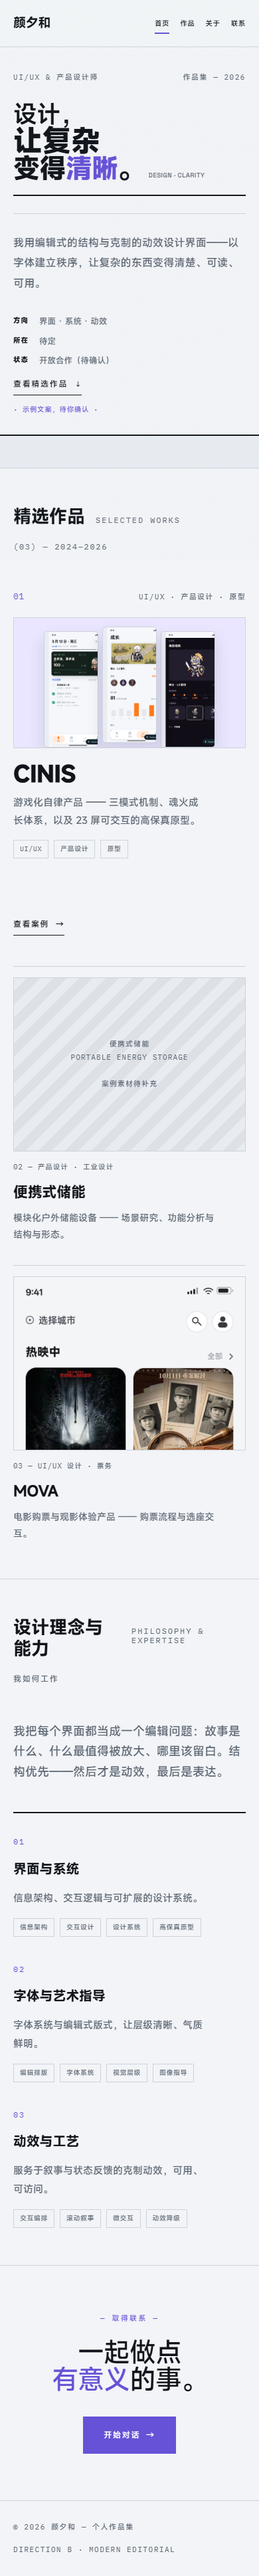 颜夕和
首页 作品 关于 联系
UI/UX & 产品设计师
作品集 — 2026
设计，
让复杂
变得清晰。
DESIGN · CLARITY
我用编辑式的结构与克制的动效设计界面——以
字体建立秩序，让复杂的东西变得清楚、可读、
可用。
方向 界面 · 系统 · 动效
所在 待定
状态 开放合作（待确认）
查看精选作品 ↓
· 示例文案，待你确认 ·
精选作品 SELECTED WORKS
(03) — 2024–2026
01
UI/UX · 产品设计 · 原型
成长
CINIS
游戏化自律产品 —— 三模式机制、魂火成
长体系，以及 23 屏可交互的高保真原型。
UI/UX 产品设计 原型
查看案例 →
便携式储能
PORTABLE ENERGY STORAGE
案例素材待补充
02 — 产品设计 · 工业设计
便携式储能
模块化户外储能设备 —— 场景研究、功能分析与
结构与形态。
9:41
选择城市
热映中
全部
03 — UI/UX 设计 · 票务
MOVA
电影购票与观影体验产品 —— 购票流程与选座交
互。
设计理念与
能力
PHILOSOPHY &
EXPERTISE
我如何工作
我把每个界面都当成一个编辑问题：故事是
什么、什么最值得被放大、哪里该留白。结
构优先——然后才是动效，最后是表达。
01
界面与系统
信息架构、交互逻辑与可扩展的设计系统。
信息架构 交互设计 设计系统 高保真原型
02
字体与艺术指导
字体系统与编辑式版式，让层级清晰、气质
鲜明。
编辑排版 字体系统 视觉层级 图像指导
03
动效与工艺
服务于叙事与状态反馈的克制动效，可用、
可访问。
交互编排 滚动叙事 微交互 动效降级
— 取得联系 —
一起做点
有意义的事。
开始对话 →
© 2026 颜夕和 — 个人作品集
DIRECTION B · MODERN EDITORIAL